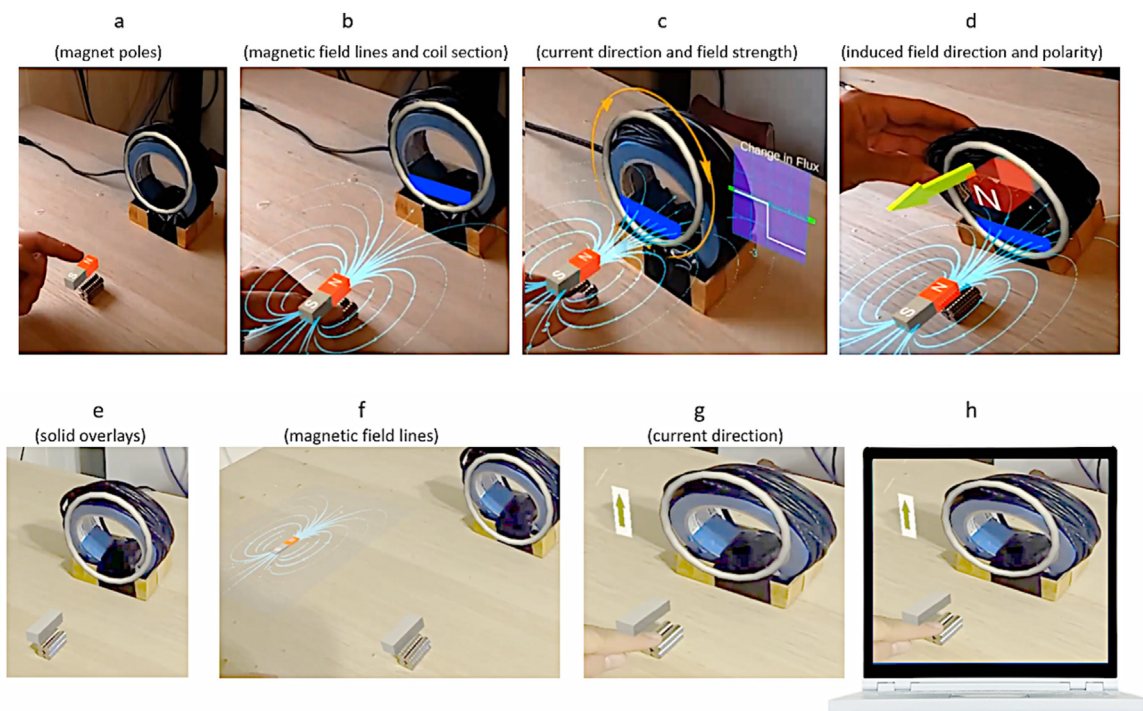 a
(magnet poles)
b
(magnetic field lines and coil section)
c
(current direction and field strength)
d
(induced field direction and polarity)
S N
S N
S N
Change in Flux
N
S N
e
(solid overlays)
f
(magnetic field lines)
g
(current direction)
h